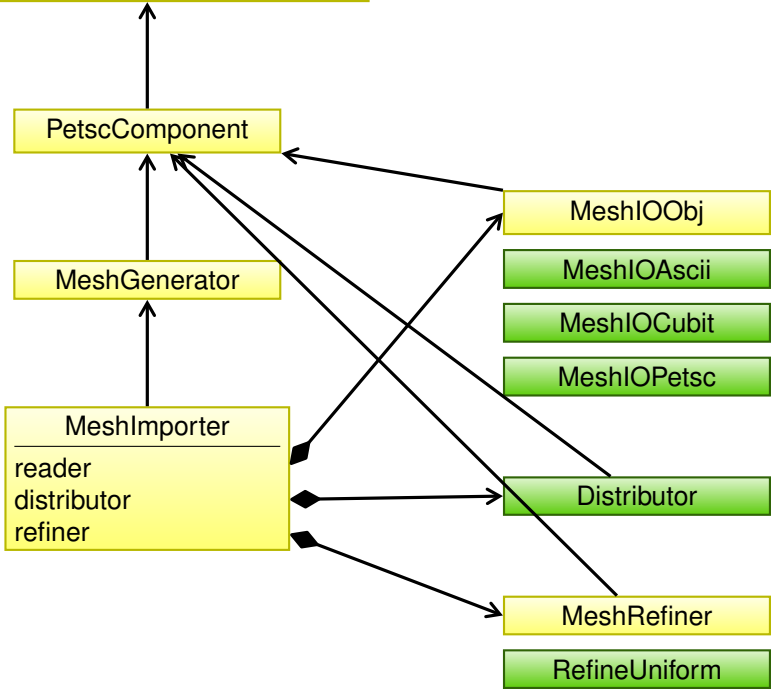 PetscComponent
MeshGenerator
MeshImporter
reader
distributor
refiner
MeshIOObj
MeshIOAscii
MeshIOCubit
MeshIOPetsc
Distributor
MeshRefiner
RefineUniform